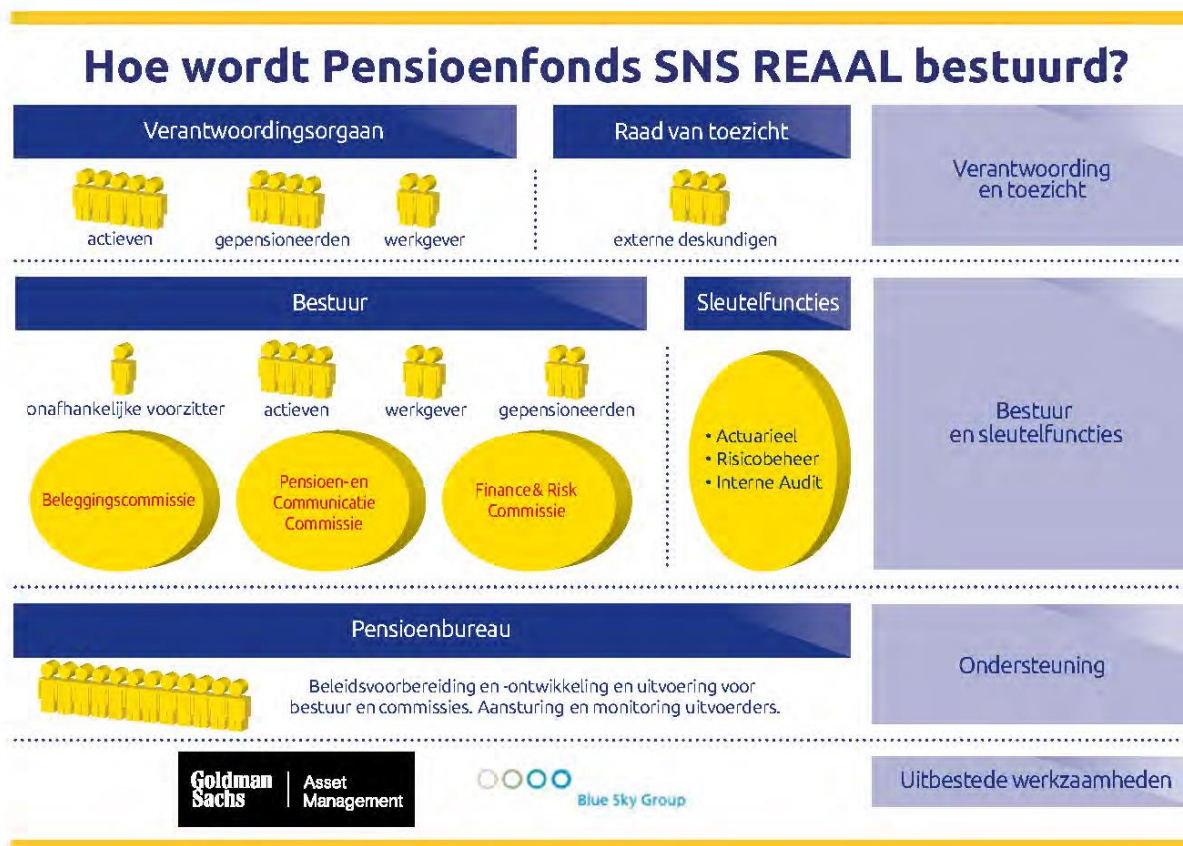 Hoe wordt Pensioenfonds SNS REAAL bestuurd?
Verantwoordingsorgaan
actieven
gepensioneerden
werkgever
Raad van toezicht
externe deskundigen
Verantwoording
en toezicht
Bestuur
onafhankelijke voorzitter
actieven
werkgever
gepensioneerden
Beleggingscommissie
Pensioen- en
Communicatie
Commissie
Finance & Risk
Commissie
Sleutelfuncties
• Actuarieel
• Risicobeheer
• Interne Audit
Bestuur
en sleutelfuncties
Pensioenbureau
Beleidsvoorbereiding en -ontwikkeling en uitvoering voor
bestuur en commissies. Aansturing en monitoring uitvoerders.
Ondersteuning
Goldman
Sachs
Asset
Management
Blue Sky Group
Uitbestede werkzaamheden